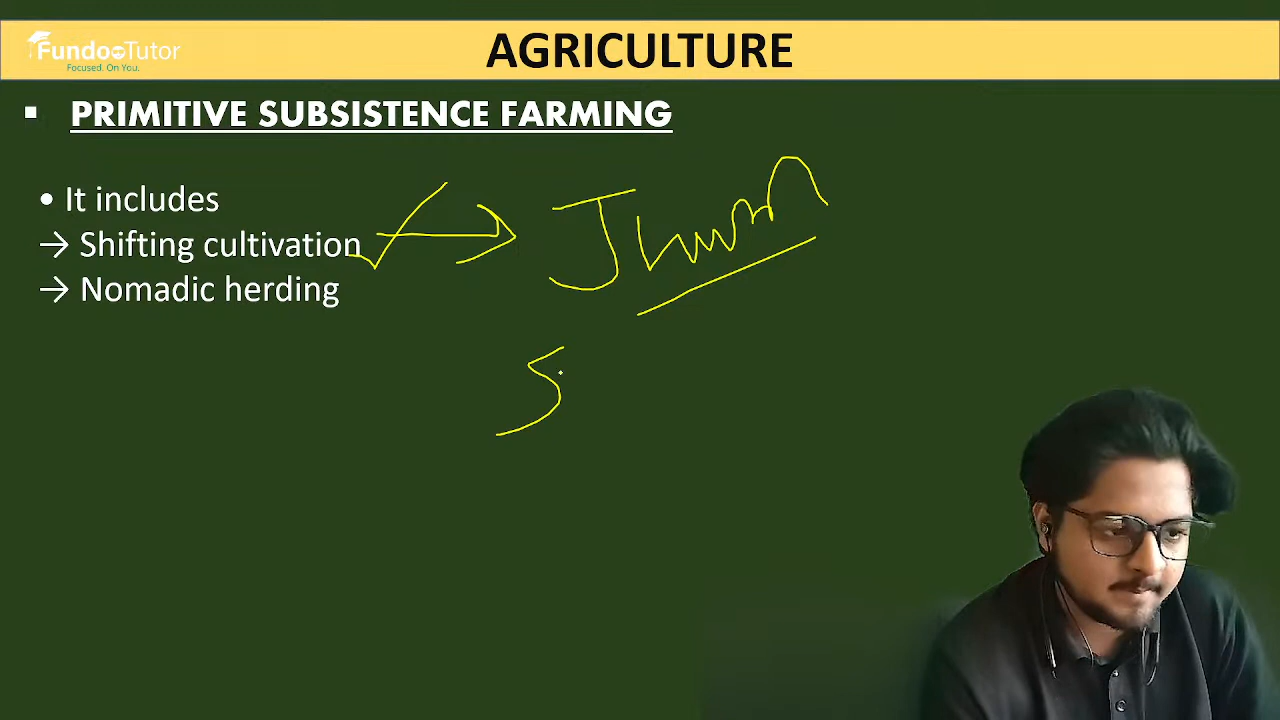 FundooTutor
Focused. On You.
AGRICULTURE
▪ PRIMITIVE SUBSISTENCE FARMING
• It includes
→ Shifting cultivation
→ Nomadic herding
Jhum
S